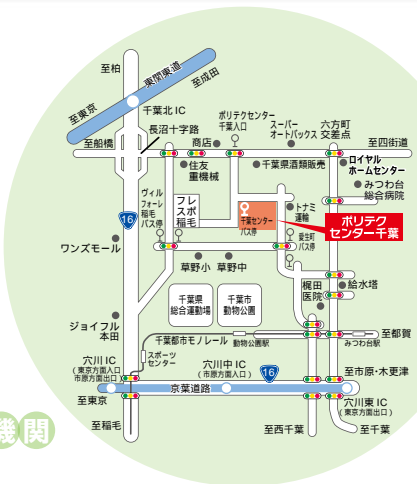 至柏
東関東道
至成田
至東京
千葉北IC
長沼十字路
ポリテクセンター
千葉入口
スーパー
オートバックス
六方町
交差点
至船橋
商店
至四街道
住友
重機械
千葉県酒類販売
ロイヤル
ホームセンター
みつわ台
総合病院
ヴィル
フォーレ
稲毛
バス停
フレ
スポ
稲毛
千葉センター
バス停
トナミ
運輸
ポリテク
センター千葉
16
愛生町
バス停
ワンズモール
草野小
草野中
梶田
医院
給水塔
千葉県
総合運動場
千葉市
動物公園
ジョイフル
本田
千葉都市モノレール
動物公園駅
みつわ台駅
至都賀
スポーツ
センター
穴川IC
(東京方面入口)
市原方面出口
穴川中IC
(市原方面入口)
16
至市原・木更津
京葉道路
至東京
穴川東IC
(東京方面出口)
至稲毛
至西千葉
至千葉
機関